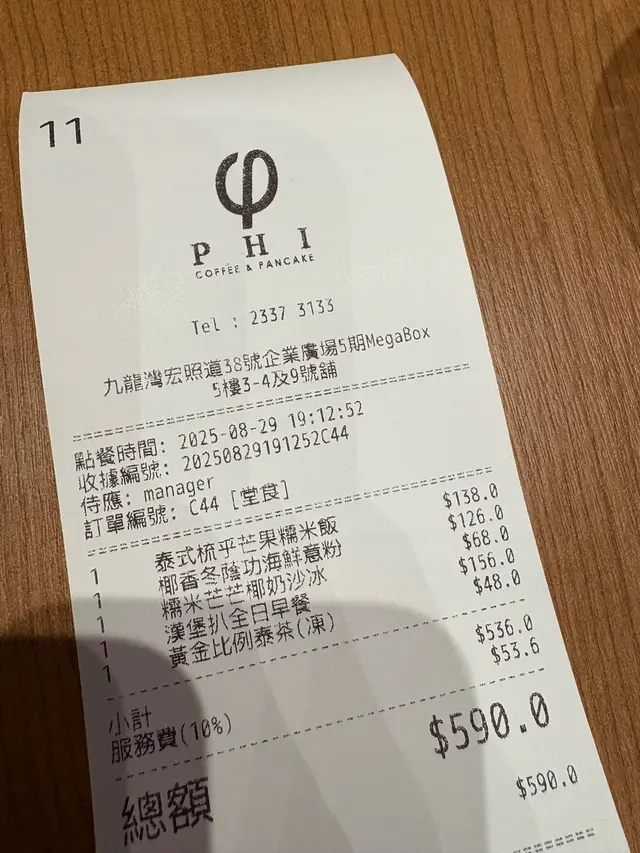 11
φ
PHI
COFFEE & PANCAKE
Tel : 2337 3133
九龍灣宏照道38號企業廣場5期MegaBox
5樓3-4及9號舖
點餐時間: 2025-08-29 19:12:52
收據編號: 20250829191252C44
侍應: manager
訂單編號: C44 [堂食]
1 泰式梳乎芒果糯米飯 $138.0
1 椰香冬陰功海鮮意粉 $126.0
1 糯米芒芒椰奶沙冰 $68.0
1 漢堡扒全日早餐 $156.0
1 黃金比例泰茶(凍) $48.0
小計 $536.0
服務費(10%) $53.6
總額 $590.0
$590.0